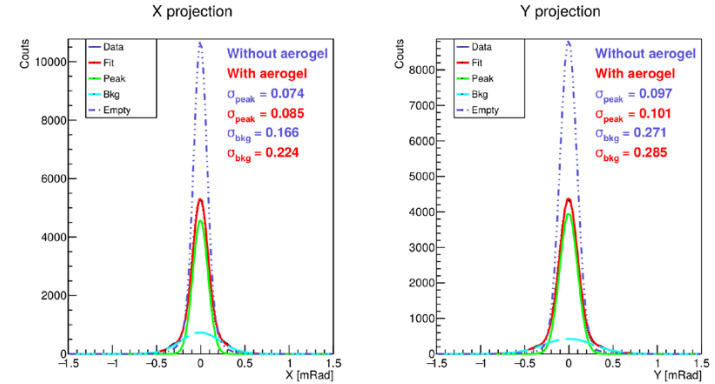 X projection
Couts
Data
Fit
Peak
Bkg
Empty
Without aerogel
With aerogel
σpeak = 0.074
σpeak = 0.085
σbkg = 0.166
σbkg = 0.224
10000
8000
6000
4000
2000
0
−1.5 −1 −0.5 0 0.5 1 1.5
X [mRad]
Y projection
Couts
Data
Fit
Peak
Bkg
Empty
Without aerogel
With aerogel
σpeak = 0.097
σpeak = 0.101
σbkg = 0.271
σbkg = 0.285
8000
7000
6000
5000
4000
3000
2000
1000
0
−1.5 −1 −0.5 0 0.5 1 1.5
Y [mRad]